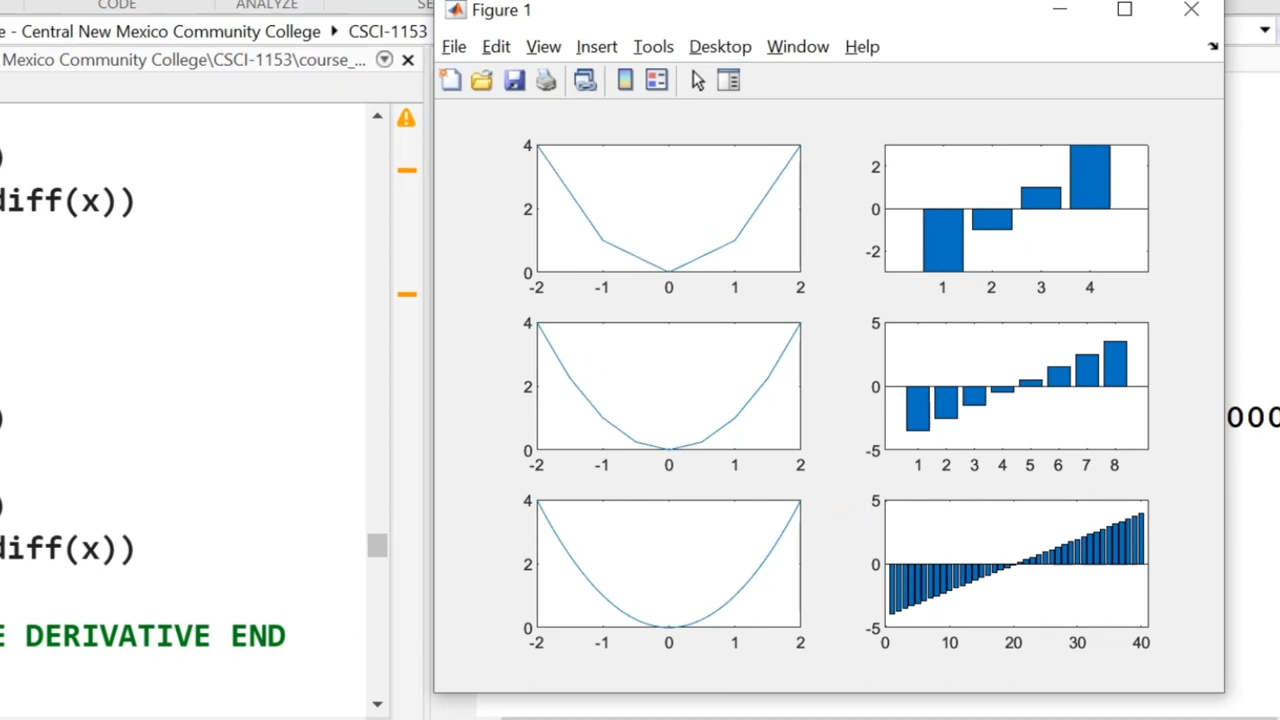 CODE ANALYZE SE
e - Central New Mexico Community College CSCI-1153
Mexico Community College\CSCI-1153\course_...
)
diff(x))
)
)
diff(x))
E DERIVATIVE END
Figure 1
File Edit View Insert Tools Desktop Window Help
4
2
0
-2 -1 0 1 2
2
0
-2
1 2 3 4
4
2
0
-2 -1 0 1 2
5
0
-5
1 2 3 4 5 6 7 8
4
2
0
-2 -1 0 1 2
5
0
-5
0 10 20 30 40
000